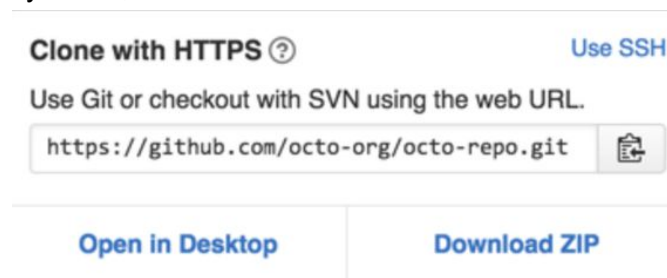 Clone with HTTPS ? Use SSH
Use Git or checkout with SVN using the web URL.
https://github.com/octo-org/octo-repo.git
Open in Desktop Download ZIP